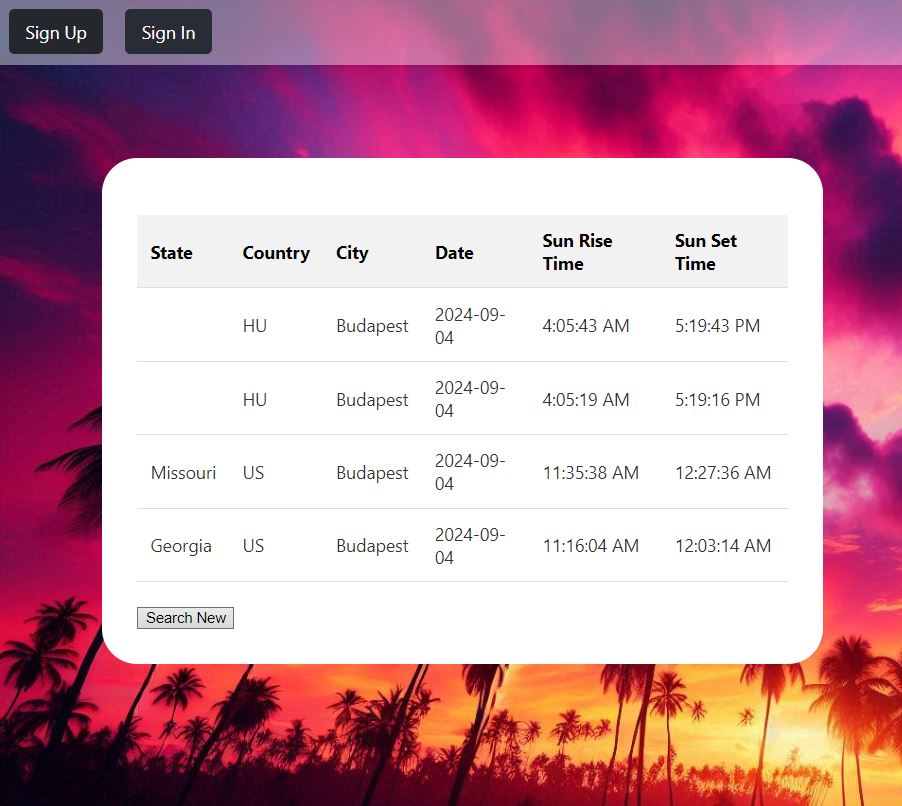 Sign Up Sign In
State Country City Date Sun Rise Time Sun Set Time
HU Budapest 2024-09-04 4:05:43 AM 5:19:43 PM
HU Budapest 2024-09-04 4:05:19 AM 5:19:16 PM
Missouri US Budapest 2024-09-04 11:35:38 AM 12:27:36 AM
Georgia US Budapest 2024-09-04 11:16:04 AM 12:03:14 AM
Search New